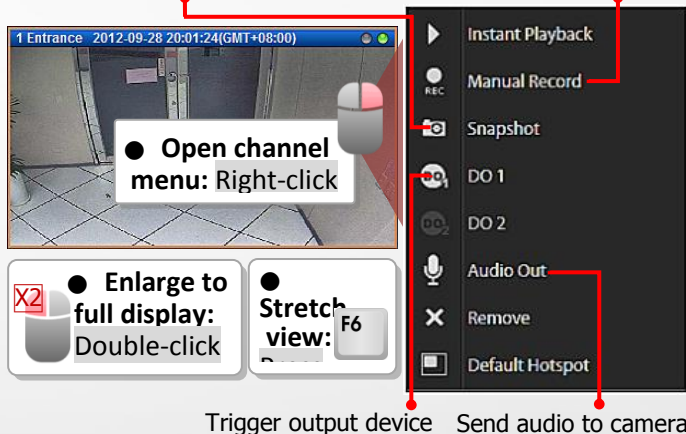 1 Entrance 2012-09-28 20:01:24(GMT+08:00)
● Open channel
menu: Right-click
X2
● Enlarge to
full display:
Double-click
●
Stretch
view:
F6
Instant Playback
REC
Manual Record
Snapshot
DO1
DO 1
DO2
DO 2
Audio Out
Remove
Default Hotspot
Trigger output device
Send audio to camera